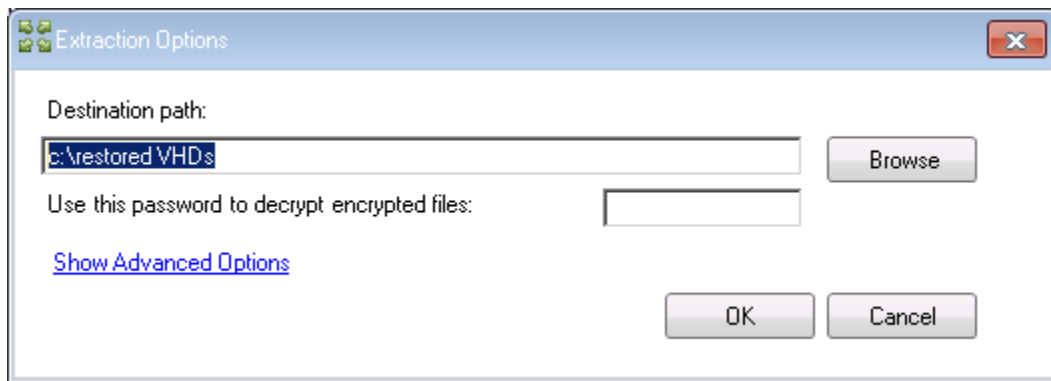 Extraction Options
Destination path:
c:\restored VHDs
Browse
Use this password to decrypt encrypted files:
Show Advanced Options
OK
Cancel